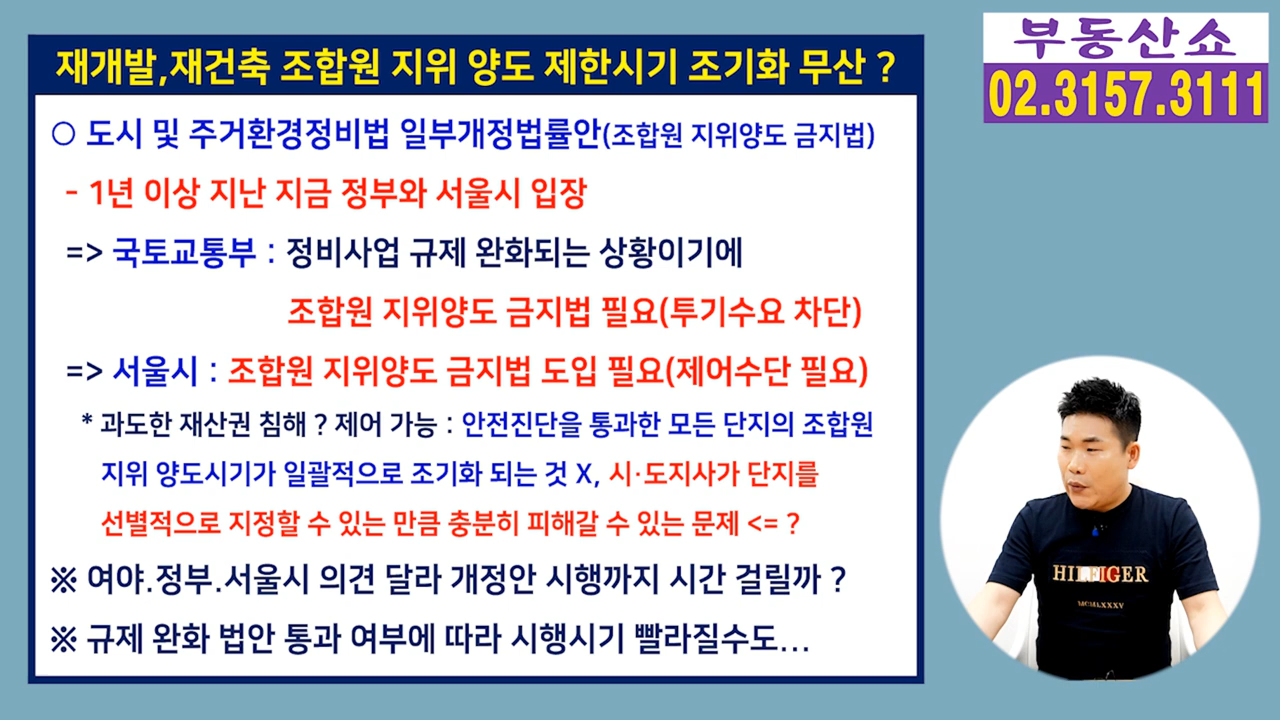 부동산쇼
02.3157.3111
재개발,재건축 조합원 지위 양도 제한시기 조기화 무산 ?
○ 도시 및 주거환경정비법 일부개정법률안(조합원 지위양도 금지법)
- 1년 이상 지난 지금 정부와 서울시 입장
=> 국토교통부 : 정비사업 규제 완화되는 상황이기에
조합원 지위양도 금지법 필요(투기수요 차단)
=> 서울시 : 조합원 지위양도 금지법 도입 필요(제어수단 필요)
* 과도한 재산권 침해 ? 제어 가능 : 안전진단을 통과한 모든 단지의 조합원
지위 양도시기가 일괄적으로 조기화 되는 것 X, 시·도지사가 단지를
선별적으로 지정할 수 있는 만큼 충분히 피해갈 수 있는 문제 <= ?
※ 여야.정부.서울시 의견 달라 개정안 시행까지 시간 걸릴까 ?
※ 규제 완화 법안 통과 여부에 따라 시행시기 빨라질수도...
HILFIGER
MCMLXXXV